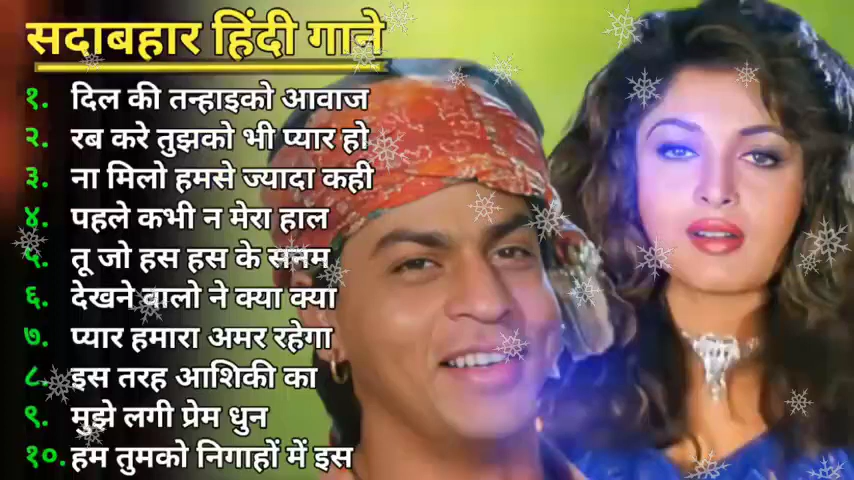 सदाबहार हिंदी गाने
१. दिल की तन्हाइको आवाज
२. रब करे तुझको भी प्यार हो
३. ना मिलो हमसे ज्यादा कही
४. पहले कभी न मेरा हाल
५. तू जो हस हस के सनम
६. देखने वालो ने क्या क्या
७. प्यार हमारा अमर रहेगा
८. इस तरह आशिकी का
९. मुझे लगी प्रेम धुन
१०. हम तुमको निगाहों में इस